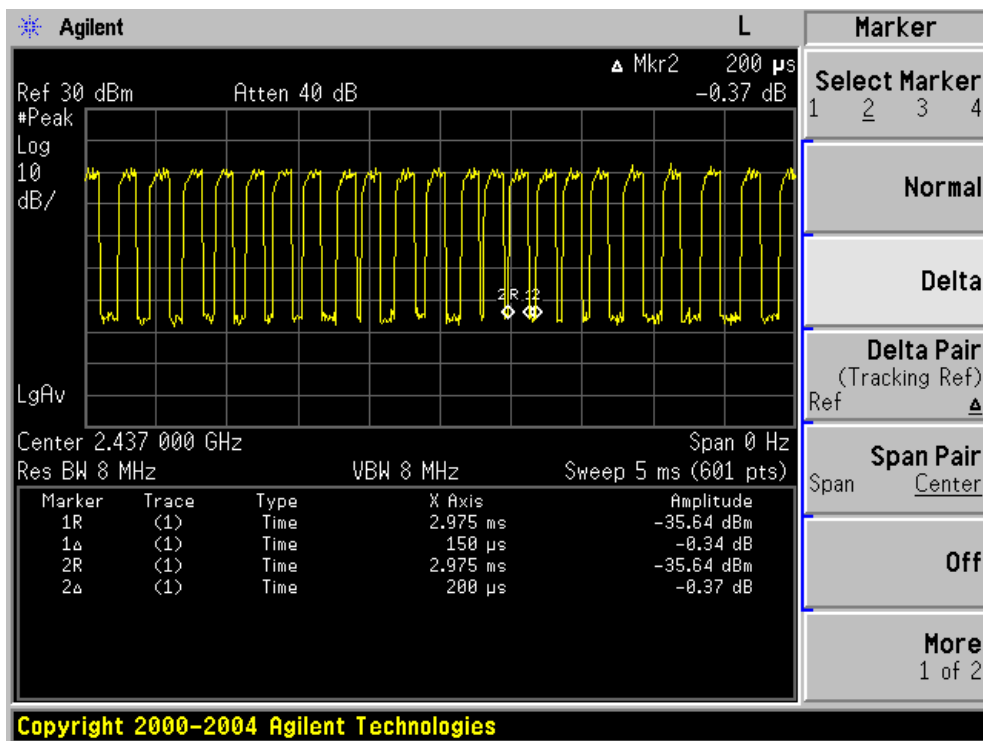 Agilent L Marker
Δ Mkr2 200 µs
Ref 30 dBm Atten 40 dB -0.37 dB
#Peak
Log
10
dB/
2R 12
LgAv
Center 2.437 000 GHz Span 0 Hz
Res BW 8 MHz VBW 8 MHz Sweep 5 ms (601 pts)
Marker Trace Type X Axis Amplitude
1R (1) Time 2.975 ms -35.64 dBm
1Δ (1) Time 150 µs -0.34 dB
2R (1) Time 2.975 ms -35.64 dBm
2Δ (1) Time 200 µs -0.37 dB
Select Marker
1 2 3 4
Normal
Delta
Delta Pair
(Tracking Ref)
Ref Δ
Span Pair
Span Center
Off
More
1 of 2
Copyright 2000-2004 Agilent Technologies